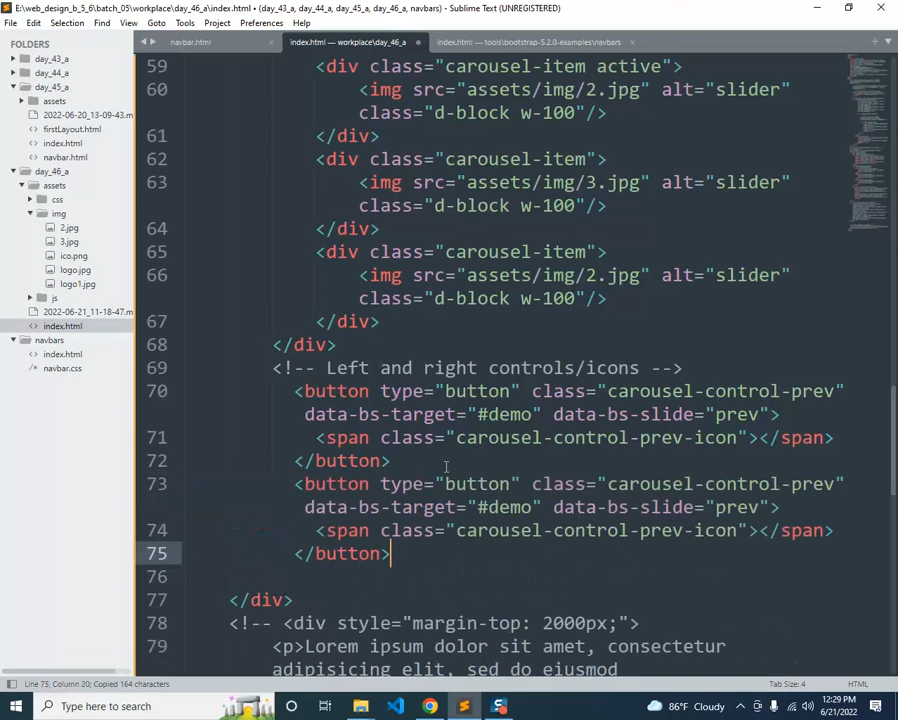 E:\web_design_b_5_6\batch_05\workplace\day_46_a\index.html • (day_43_a, day_44_a, day_45_a, day_46_a, navbars) - Sublime Text (UNREGISTERED)
File Edit Selection Find View Goto Tools Project Preferences Help
FOLDERS
navbar.html
index.html — workplace\day_46_a
index.html — tools\bootstrap-5.2.0-examples\navbars
day_43_a
day_44_a
day_45_a
assets
2022-06-20_13-09-43.m
firstLayout.html
index.html
navbar.html
day_46_a
assets
css
img
2.jpg
3.jpg
ico.png
logo.jpg
logo1.jpg
js
2022-06-21_11-18-47.m
index.html
navbars
index.html
navbar.css
59 <div class="carousel-item active">
60 <img src="assets/img/2.jpg" alt="slider"
class="d-block w-100"/>
61 </div>
62 <div class="carousel-item">
63 <img src="assets/img/3.jpg" alt="slider"
class="d-block w-100"/>
64 </div>
65 <div class="carousel-item">
66 <img src="assets/img/2.jpg" alt="slider"
class="d-block w-100"/>
67 </div>
68 </div>
69 <!-- Left and right controls/icons -->
70 <button type="button" class="carousel-control-prev"
data-bs-target="#demo" data-bs-slide="prev">
71 <span class="carousel-control-prev-icon"></span>
72 </button>
73 <button type="button" class="carousel-control-prev"
data-bs-target="#demo" data-bs-slide="prev">
74 <span class="carousel-control-prev-icon"></span>
75 </button>
76
77 </div>
78 <!-- <div style="margin-top: 2000px;">
79 <p>Lorem ipsum dolor sit amet, consectetur
adipisicing elit, sed do eiusmod
Line 75, Column 20; Copied 164 characters
Tab Size: 4
HTML
Type here to search
86°F Cloudy
12:29 PM
6/21/2022